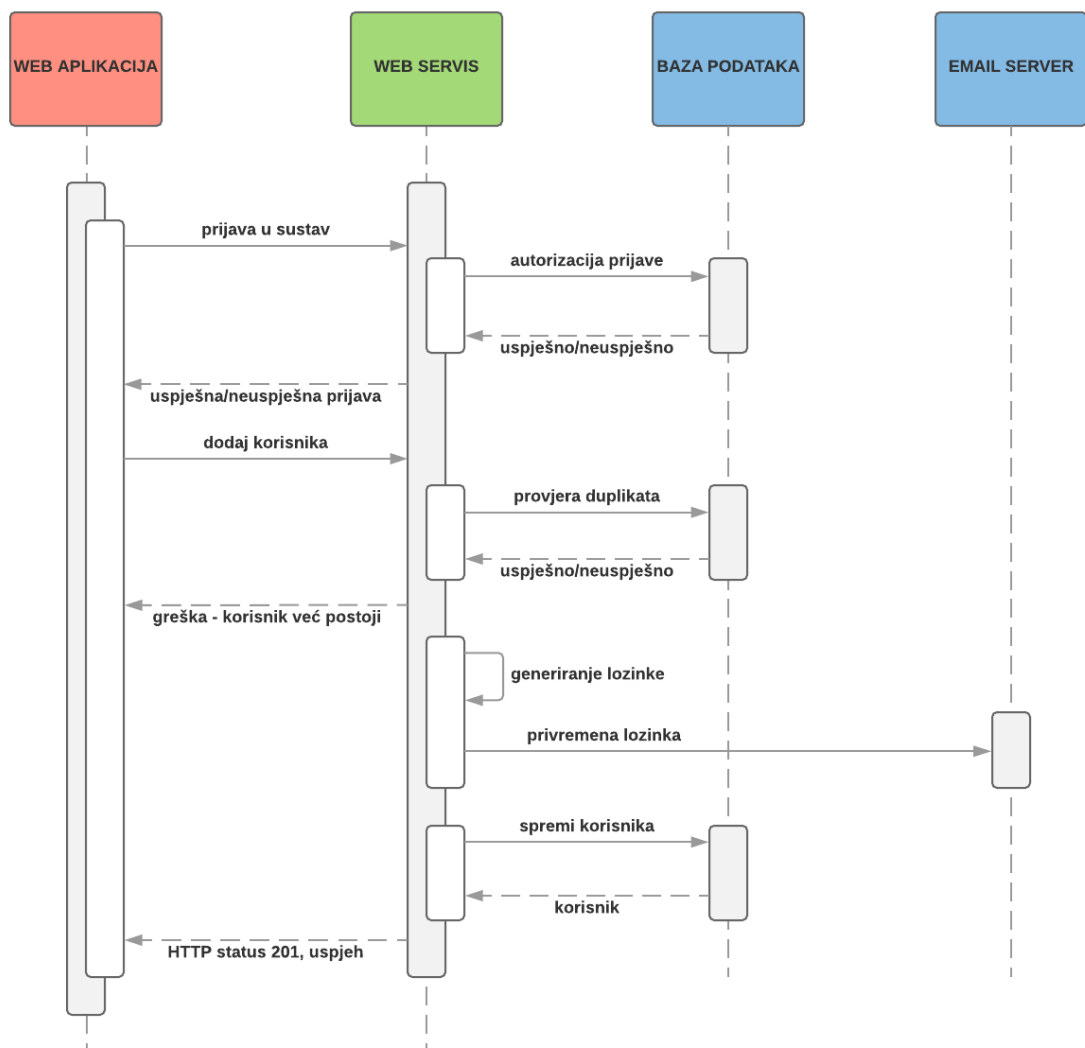 WEB APLIKACIJA
WEB SERVIS
BAZA PODATAKA
EMAIL SERVER
prijava u sustav
autorizacija prijave
uspješno/neuspješno
uspješna/neuspješna prijava
dodaj korisnika
provjera duplikata
uspješno/neuspješno
greška - korisnik već postoji
generiranje lozinke
privremena lozinka
spremi korisnika
korisnik
HTTP status 201, uspjeh